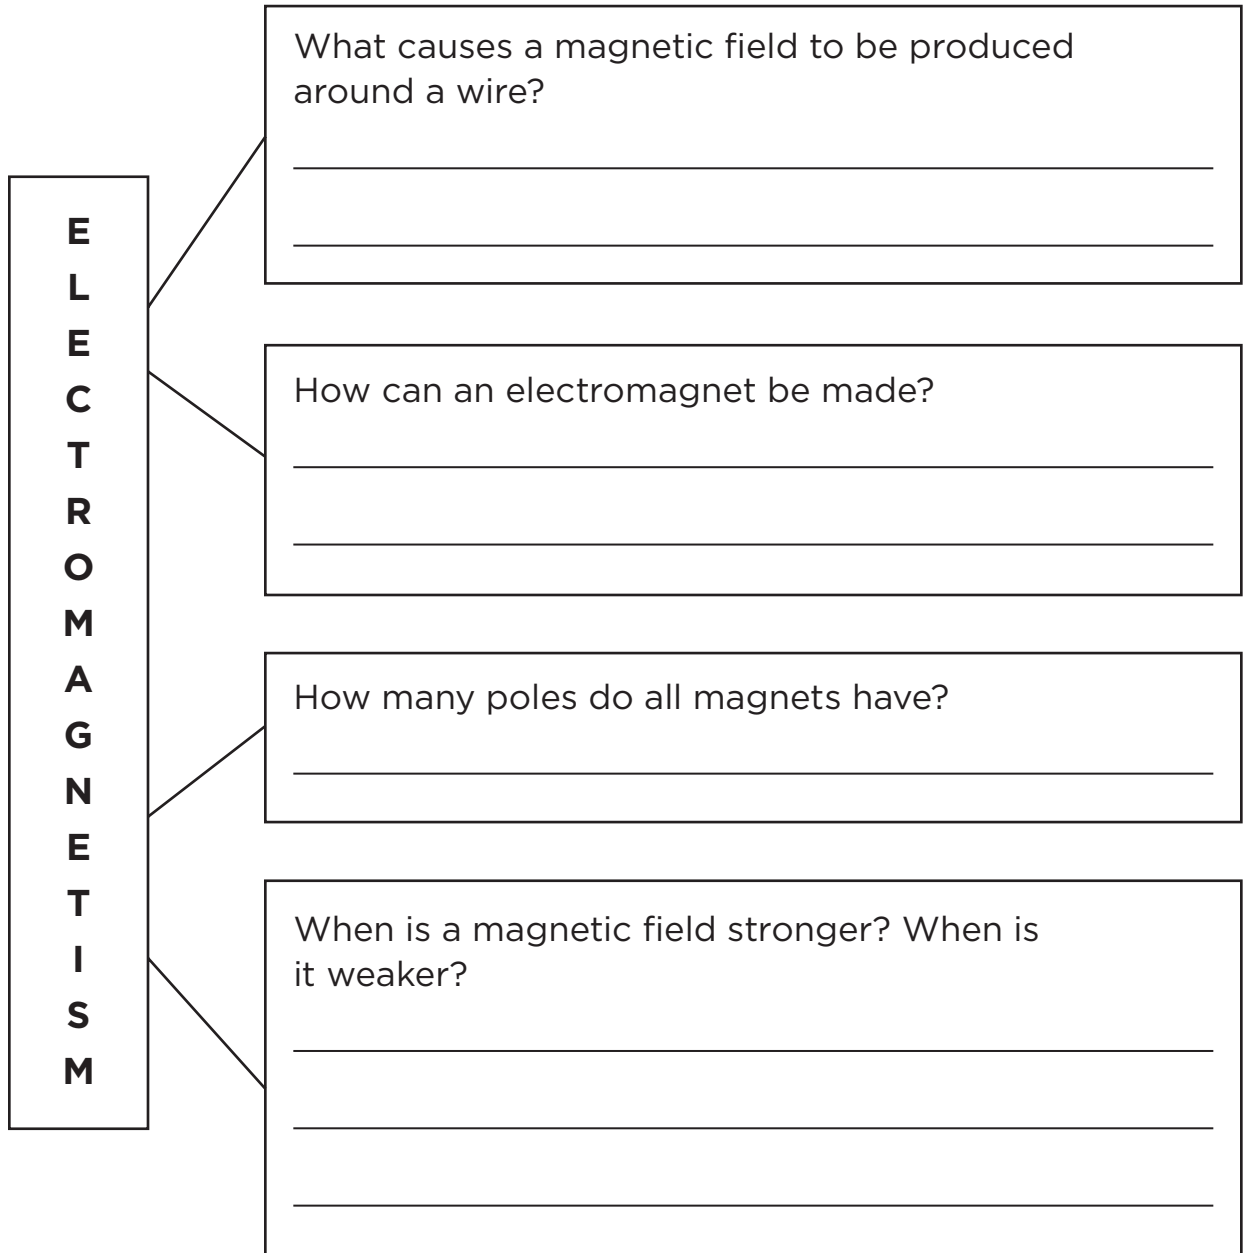 E
L
E
C
T
R
O
M
A
G
N
E
T
I
S
M
What causes a magnetic field to be produced
around a wire?
How can an electromagnet be made?
How many poles do all magnets have?
When is a magnetic field stronger? When is
it weaker?